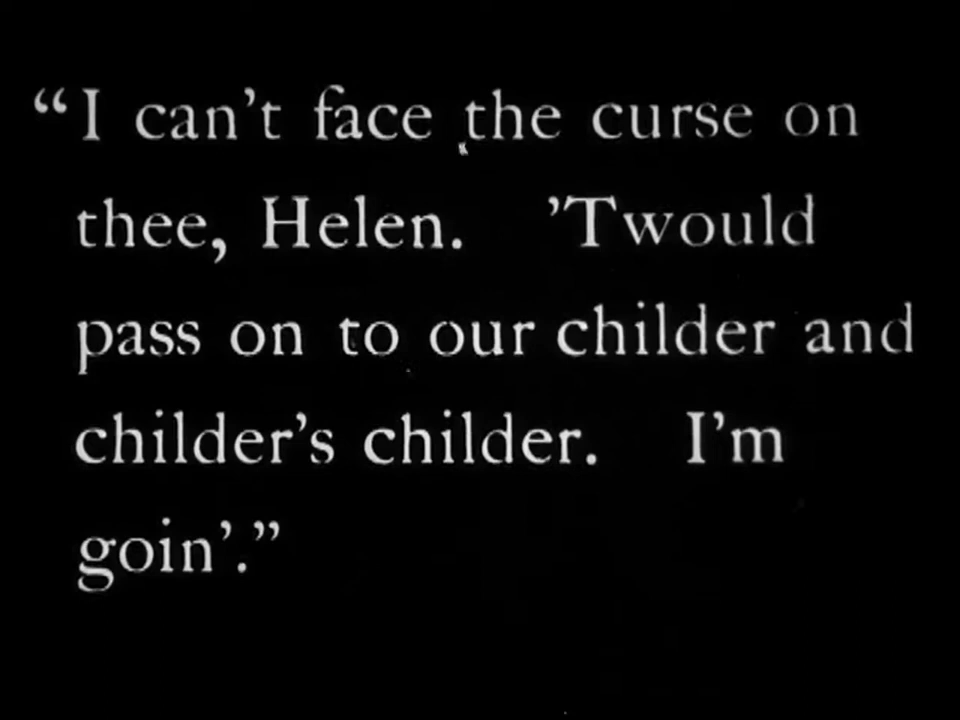 “I can't face the curse on
thee, Helen. ’Twould
pass on to our childer and
childer’s childer. I’m
goin’.”